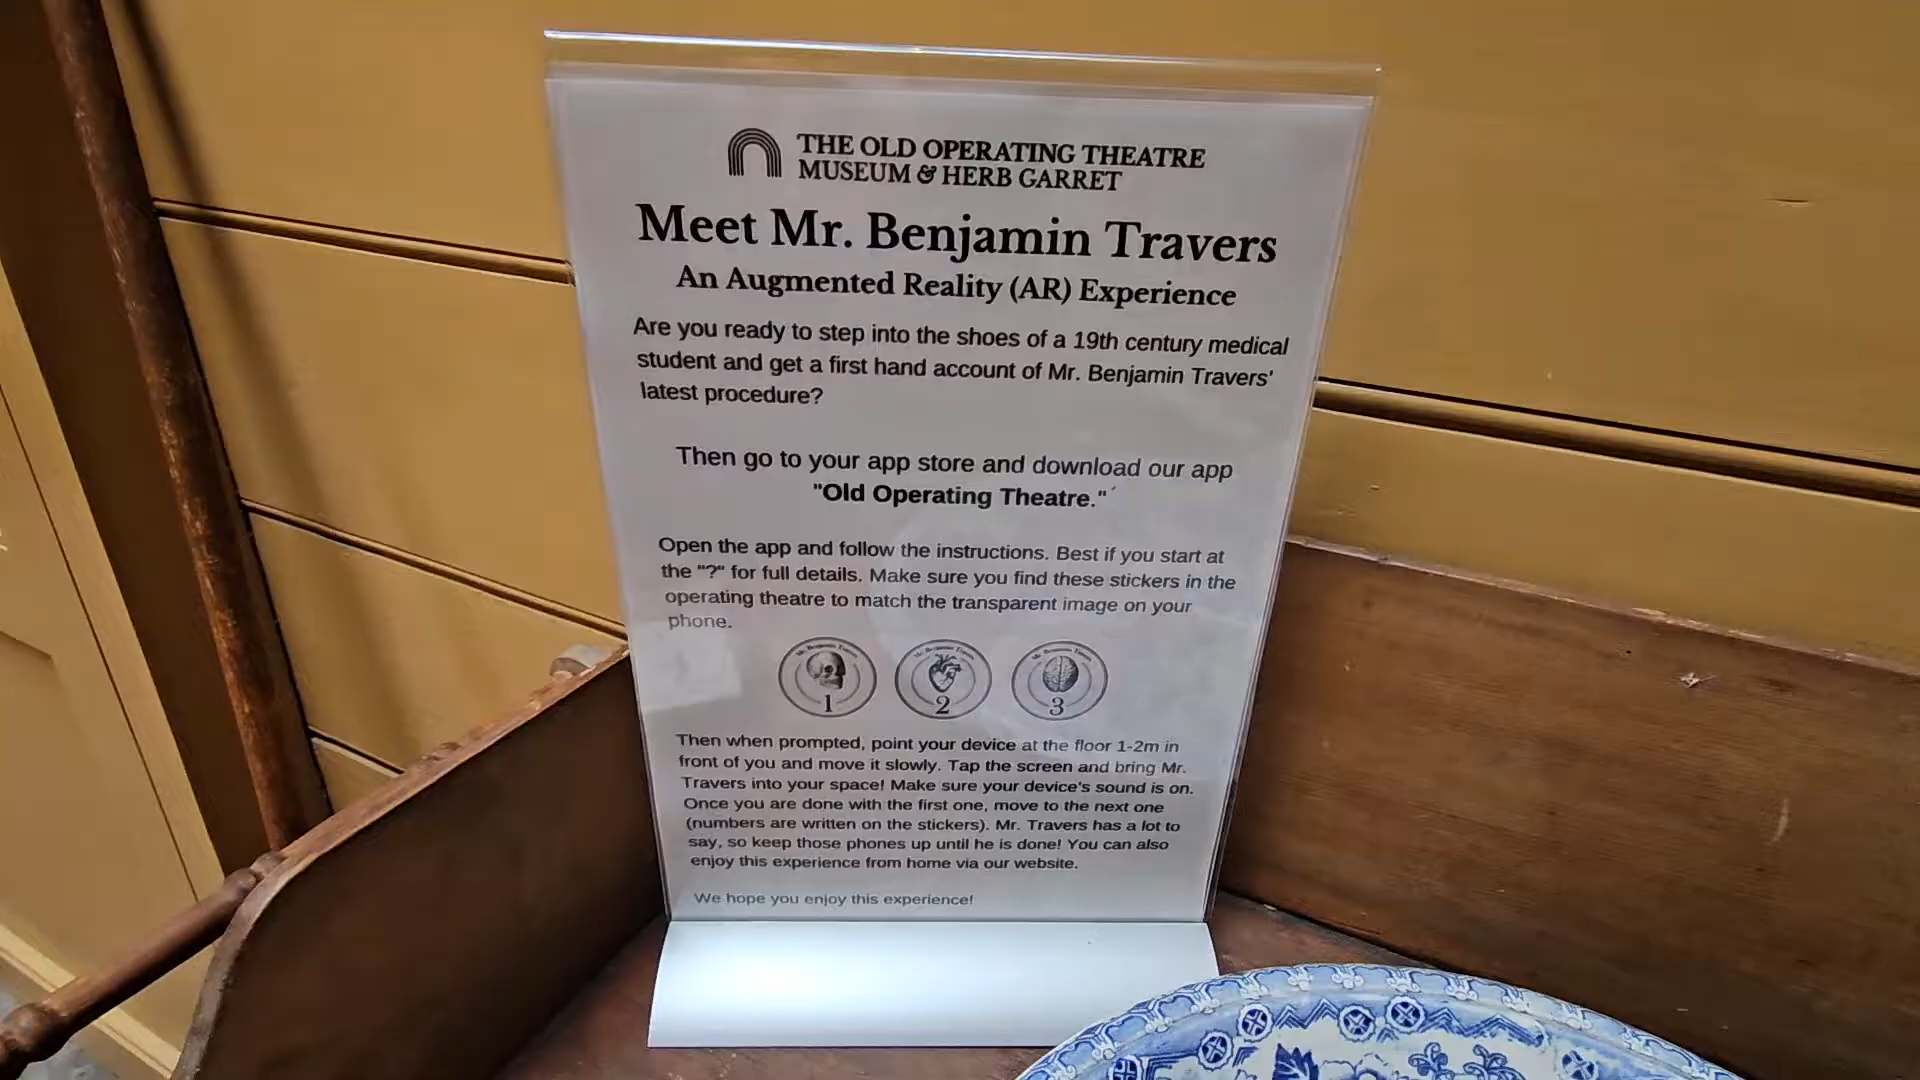 THE OLD OPERATING THEATRE
MUSEUM & HERB GARRET
Meet Mr. Benjamin Travers
An Augmented Reality (AR) Experience
Are you ready to step into the shoes of a 19th century medical
student and get a first hand account of Mr. Benjamin Travers'
latest procedure?
Then go to your app store and download our app
"Old Operating Theatre."
Open the app and follow the instructions. Best if you start at
the "?" for full details. Make sure you find these stickers in the
operating theatre to match the transparent image on your
phone.
Mr. Benjamin Travers
1
Mr. Benjamin Travers
2
Mr. Benjamin Travers
3
Then when prompted, point your device at the floor 1-2m in
front of you and move it slowly. Tap the screen and bring Mr.
Travers into your space! Make sure your device's sound is on.
Once you are done with the first one, move to the next one
(numbers are written on the stickers). Mr. Travers has a lot to
say, so keep those phones up until he is done! You can also
enjoy this experience from home via our website.
We hope you enjoy this experience!